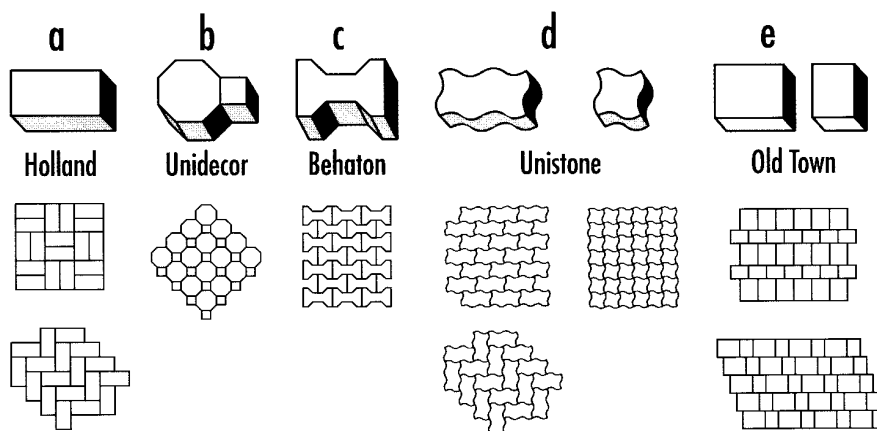 a
b
c
d
e
Holland
Unidecor
Behaton
Unistone
Old Town